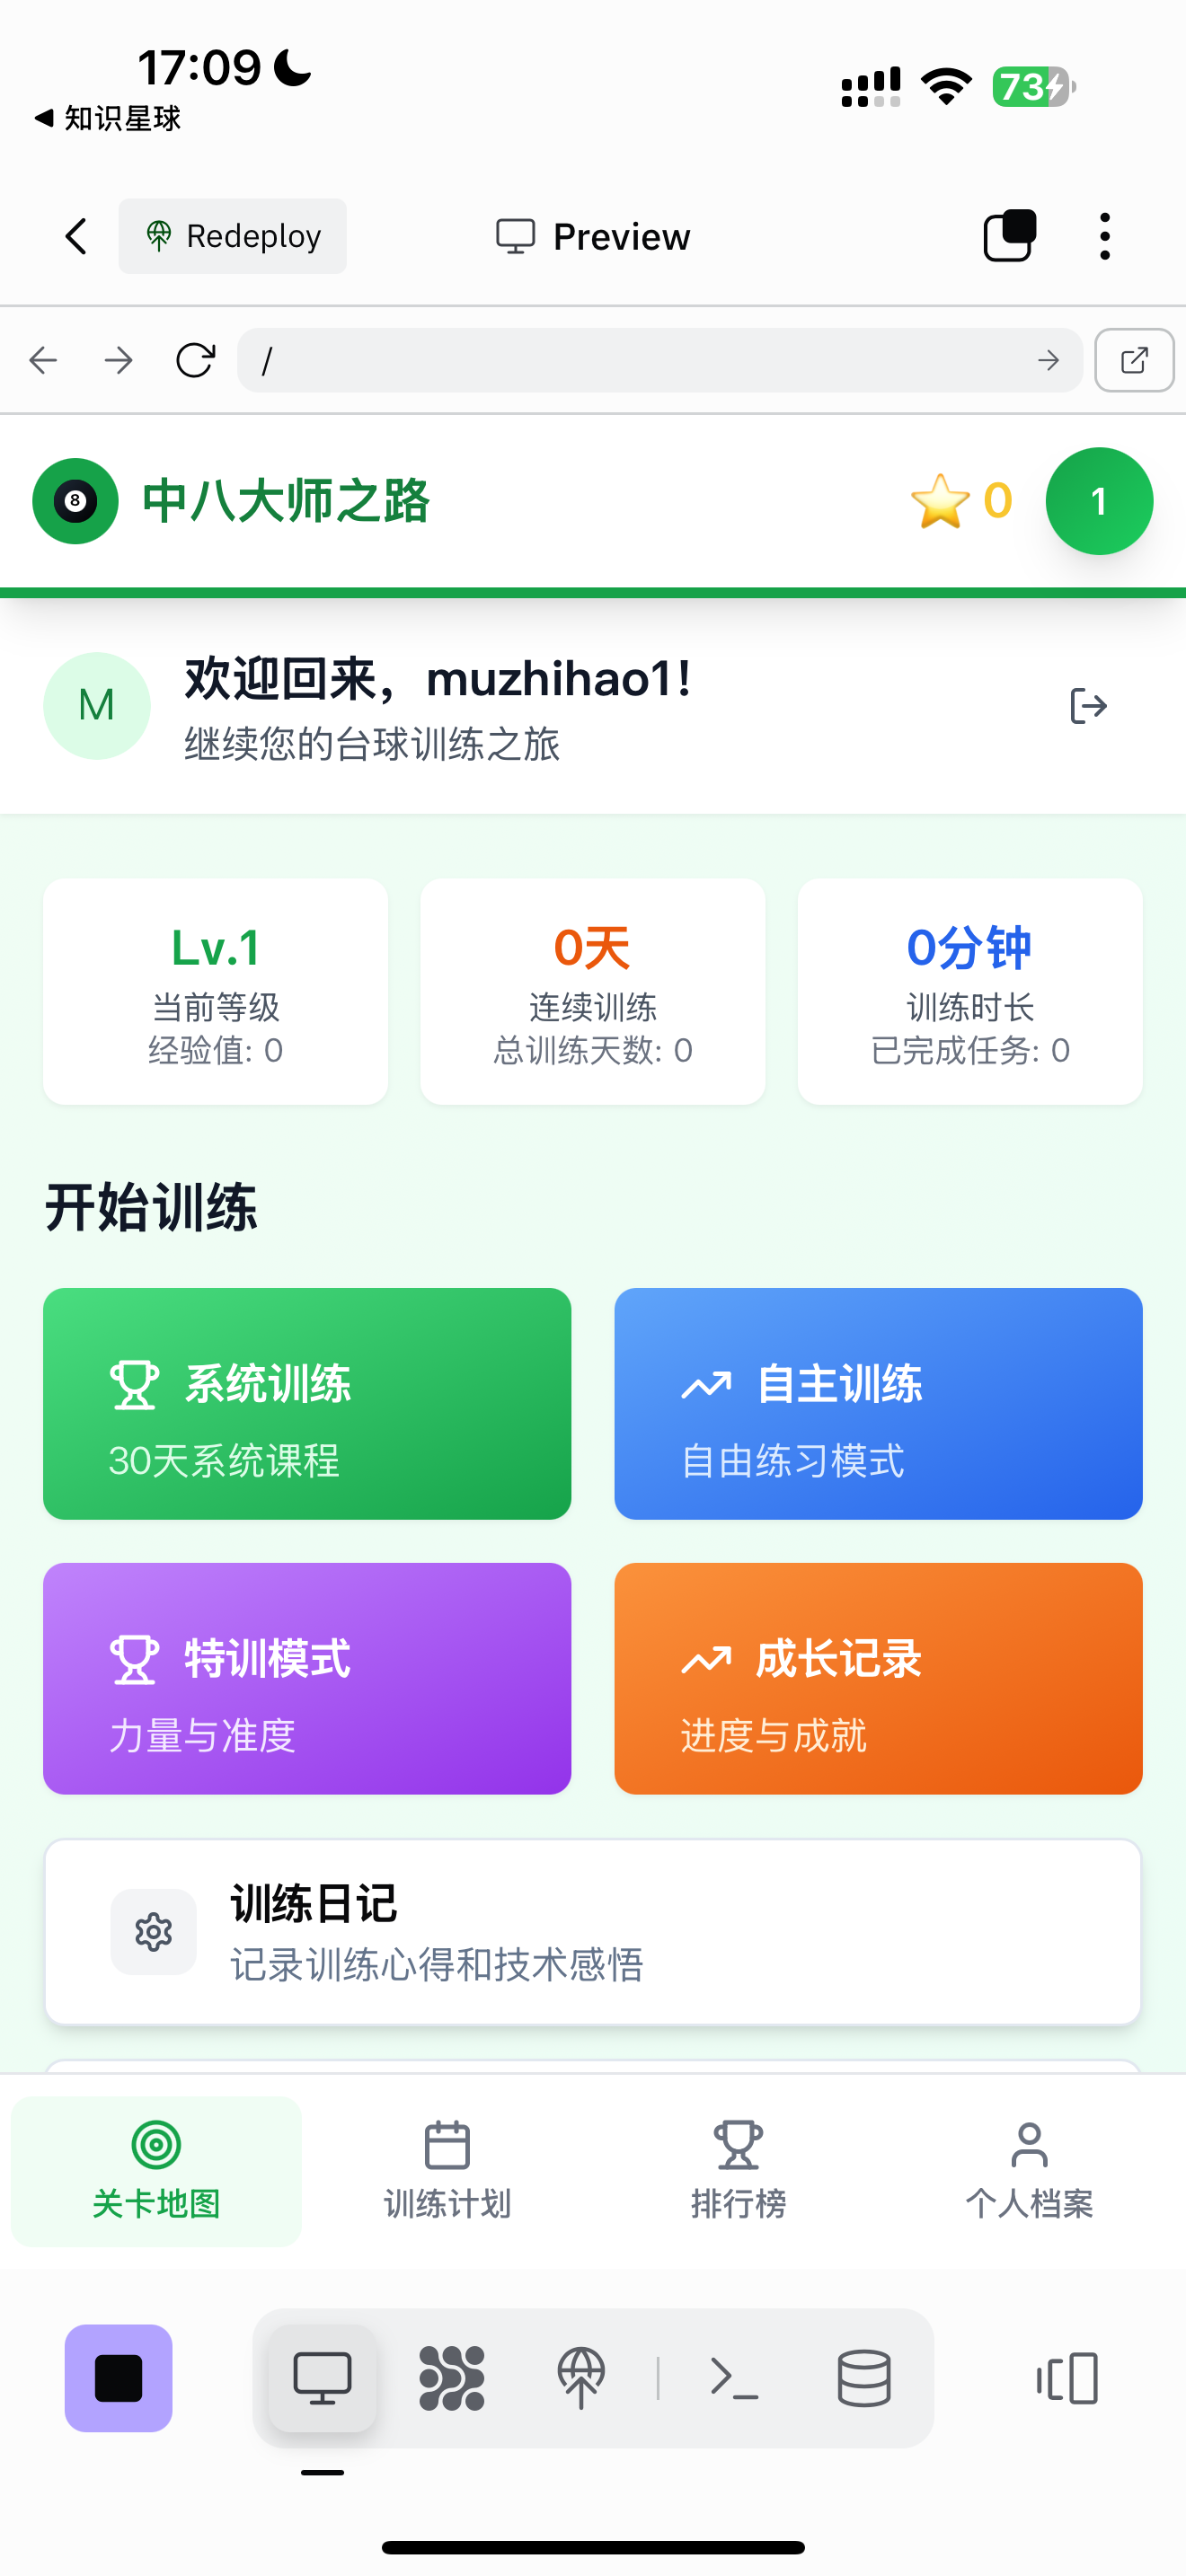 17:09
73
知识星球
Redeploy
Preview
/
8
中八大师之路
0
1
M
欢迎回来，muzhihao1！
继续您的台球训练之旅
Lv.1
当前等级
经验值: 0
0天
连续训练
总训练天数: 0
0分钟
训练时长
已完成任务: 0
开始训练
系统训练
30天系统课程
自主训练
自由练习模式
特训模式
力量与准度
成长记录
进度与成就
训练日记
记录训练心得和技术感悟
关卡地图
训练计划
排行榜
个人档案